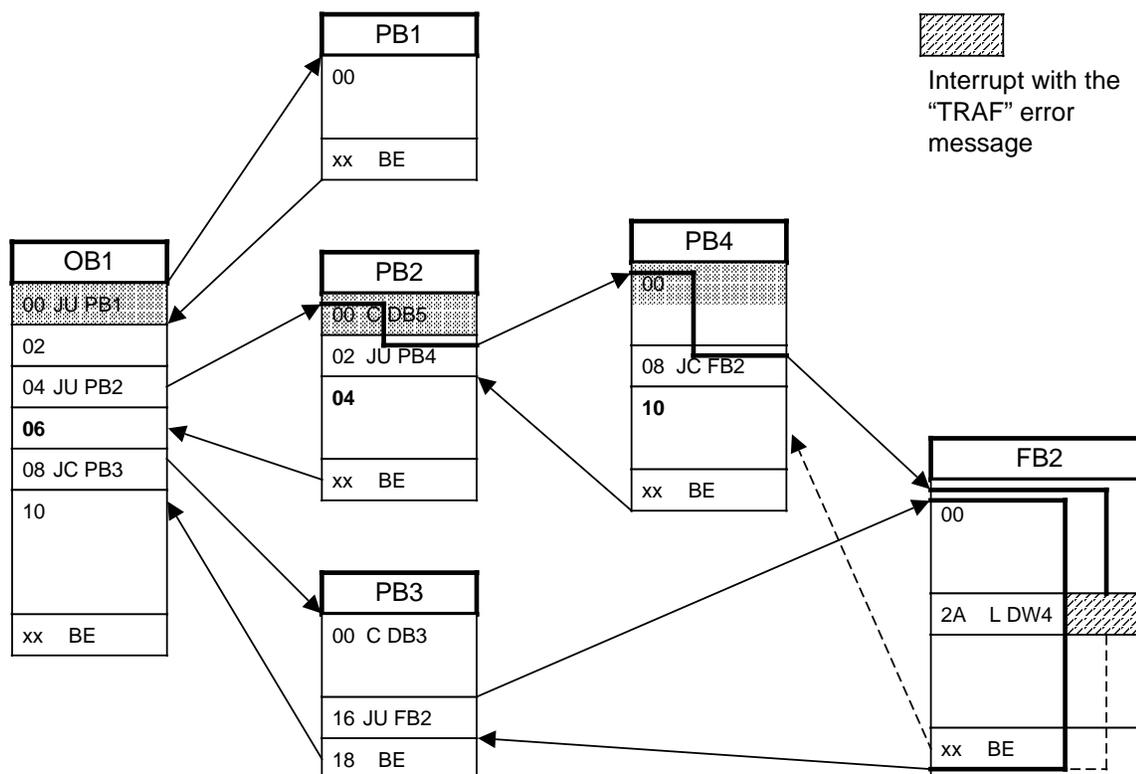 PB1
00
xx BE
Interrupt with the
“TRAF” error
message
OB1
00 JU PB1
02
04 JU PB2
06
08 JC PB3
10
xx BE
PB2
00 C DB5
02 JU PB4
04
xx BE
PB4
00
08 JC FB2
10
xx BE
PB3
00 C DB3
16 JU FB2
18 BE
FB2
00
2A L DW4
xx BE